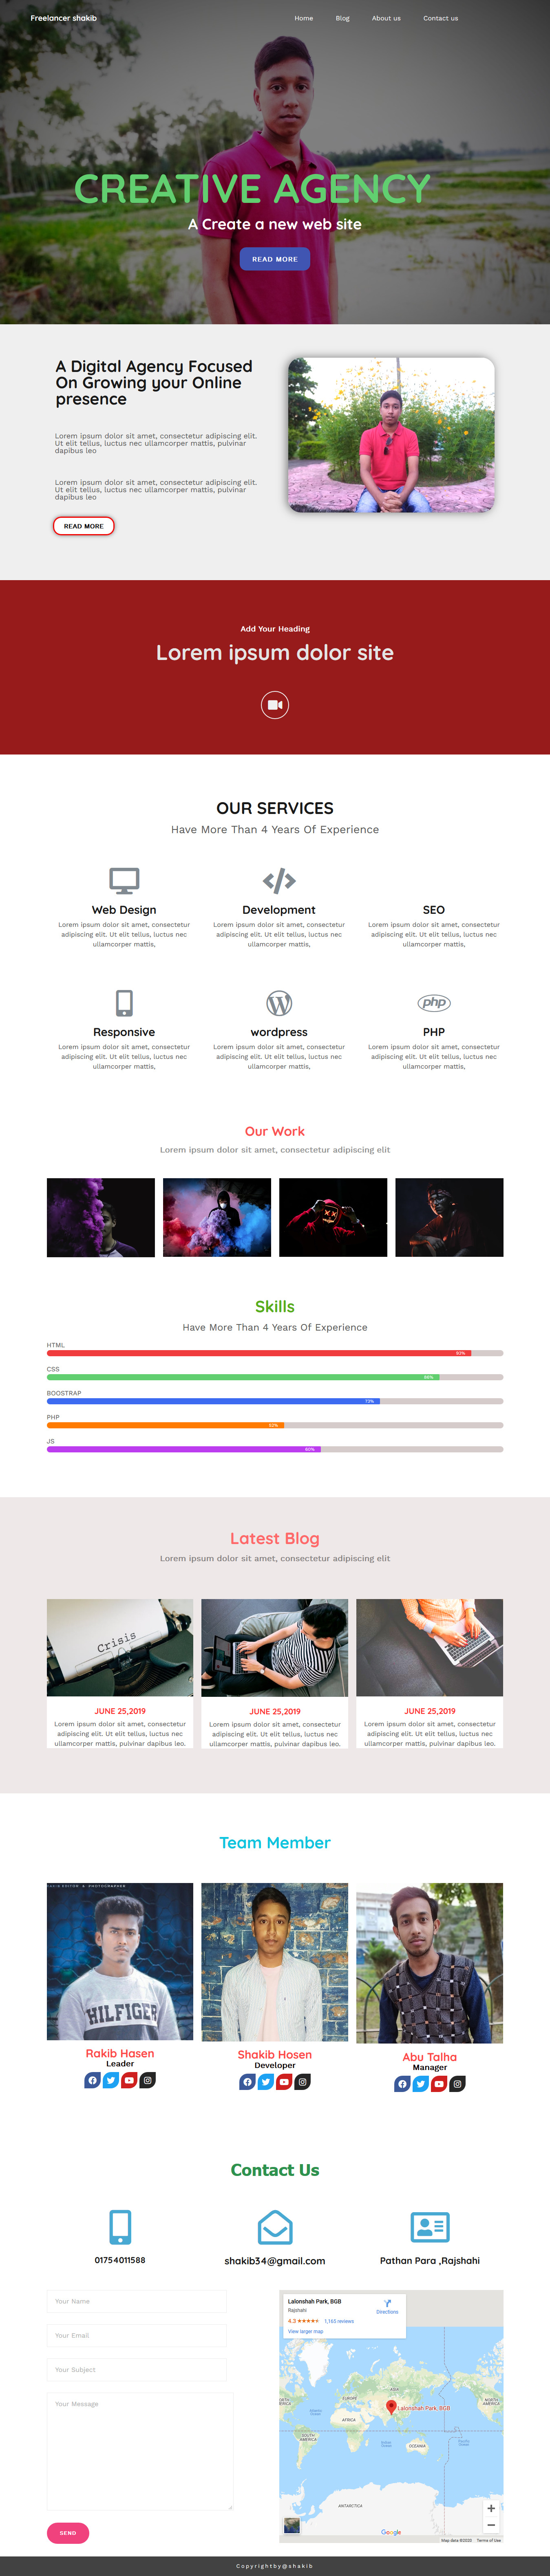 Freelancer shakib
Home Blog About us Contact us
CREATIVE AGENCY
A Create a new web site
READ MORE
A Digital Agency Focused
On Growing your Online
presence
Lorem ipsum dolor sit amet, consectetur adipiscing elit.
Ut elit tellus, luctus nec ullamcorper mattis, pulvinar
dapibus leo
Lorem ipsum dolor sit amet, consectetur adipiscing elit.
Ut elit tellus, luctus nec ullamcorper mattis, pulvinar
dapibus leo
READ MORE
Add Your Heading
Lorem ipsum dolor site
OUR SERVICES
Have More Than 4 Years Of Experience
Web Design
Lorem ipsum dolor sit amet, consectetur
adipiscing elit. Ut elit tellus, luctus nec
ullamcorper mattis,
Development
Lorem ipsum dolor sit amet, consectetur
adipiscing elit. Ut elit tellus, luctus nec
ullamcorper mattis,
SEO
Lorem ipsum dolor sit amet, consectetur
adipiscing elit. Ut elit tellus, luctus nec
ullamcorper mattis,
Responsive
Lorem ipsum dolor sit amet, consectetur
adipiscing elit. Ut elit tellus, luctus nec
ullamcorper mattis,
wordpress
Lorem ipsum dolor sit amet, consectetur
adipiscing elit. Ut elit tellus, luctus nec
ullamcorper mattis,
php
PHP
Lorem ipsum dolor sit amet, consectetur
adipiscing elit. Ut elit tellus, luctus nec
ullamcorper mattis,
Our Work
Lorem ipsum dolor sit amet, consectetur adipiscing elit
Skills
Have More Than 4 Years Of Experience
HTML
93%
CSS
86%
BOOSTRAP
73%
PHP
52%
JS
60%
Latest Blog
Lorem ipsum dolor sit amet, consectetur adipiscing elit
Crisis
JUNE 25,2019
Lorem ipsum dolor sit amet, consectetur
adipiscing elit. Ut elit tellus, luctus nec
ullamcorper mattis, pulvinar dapibus leo.
JUNE 25,2019
Lorem ipsum dolor sit amet, consectetur
adipiscing elit. Ut elit tellus, luctus nec
ullamcorper mattis, pulvinar dapibus leo.
JUNE 25,2019
Lorem ipsum dolor sit amet, consectetur
adipiscing elit. Ut elit tellus, luctus nec
ullamcorper mattis, pulvinar dapibus leo.
Team Member
EDITOR & PHOTOGRAPHER
HILFIGER
Rakib Hasen
Leader
Shakib Hosen
Developer
Abu Talha
Manager
Contact Us
01754011588
shakib34@gmail.com
Pathan Para ,Rajshahi
Your Name
Your Email
Your Subject
Your Message
SEND
Lalonshah Park, BGB
Rajshahi
4.3 1,165 reviews
View larger map
Directions
ASIA
EUROPE
NORTH
AMERICA
AFRICA
Lalonshah Park, BGB
SOUTH
AMERICA
OCEANIA
ANTARCTICA
Google
Map data ©2020 Terms of Use
Copyrightby@shakib